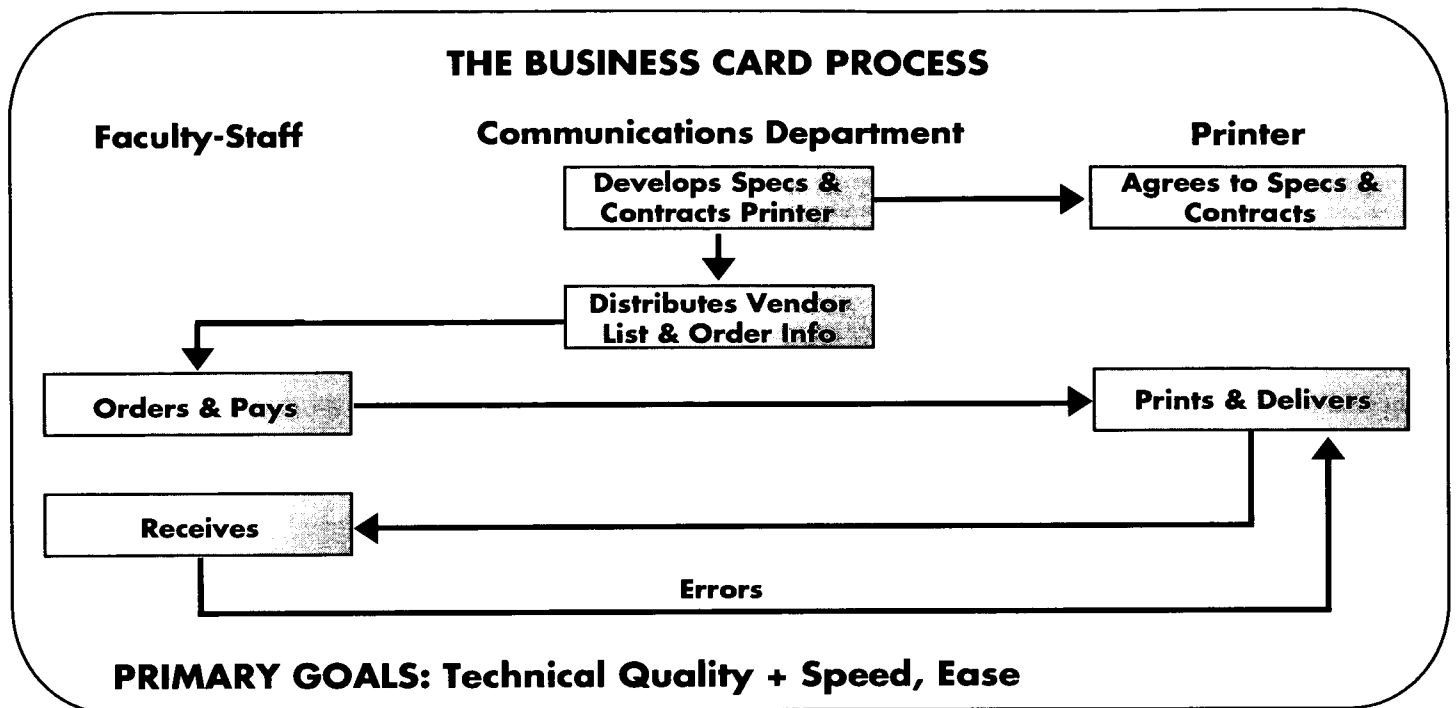 THE BUSINESS CARD PROCESS
Faculty-Staff
Communications Department
Printer
Develops Specs &
Contracts Printer
Agrees to Specs &
Contracts
Distributes Vendor
List & Order Info
Orders & Pays
Prints & Delivers
Receives
Errors
PRIMARY GOALS: Technical Quality + Speed, Ease